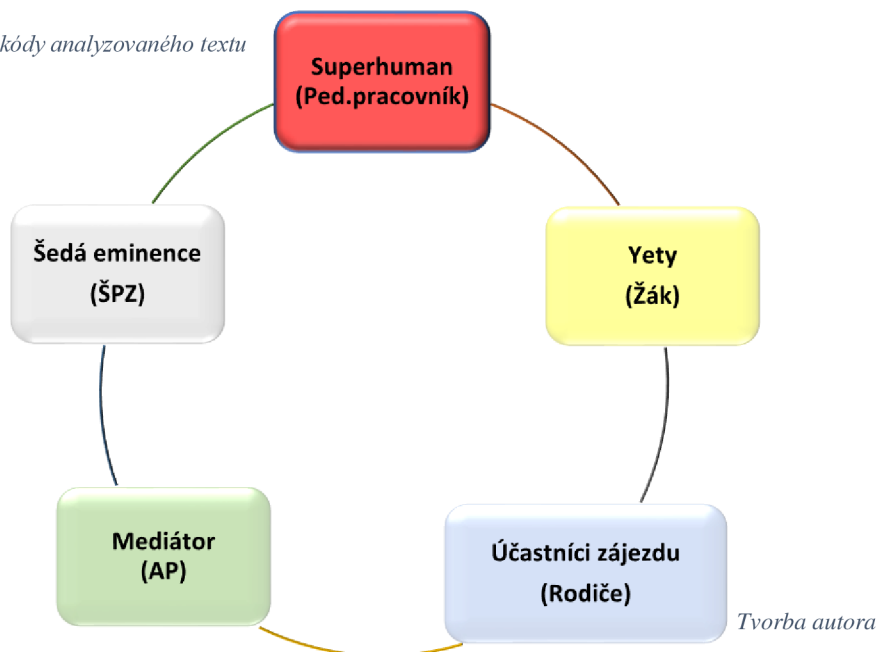 kódy analyzovaného textu
Superhuman
(Ped.pracovník)
Šedá eminence
(ŠPZ)
Yety
(Žák)
Mediátor
(AP)
Účastníci zájezdu
(Rodiče)
Tvorba autora